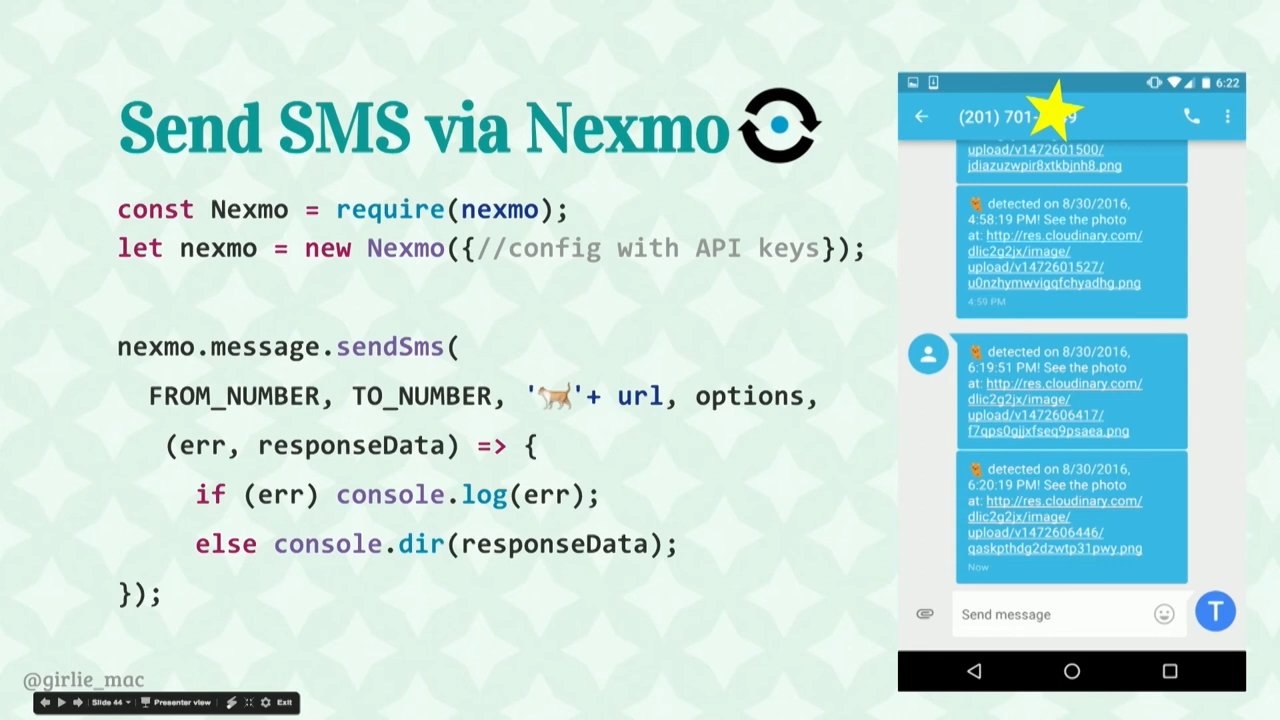 Send SMS via Nexmo
const Nexmo = require(nexmo);
let nexmo = new Nexmo({//config with API keys});
nexmo.message.sendSms(
FROM_NUMBER, TO_NUMBER, '🐈'+ url, options,
(err, responseData) => {
if (err) console.log(err);
else console.dir(responseData);
});
@girlie_mac
Slide 44
Presenter view
Exit
6:22
(201) 701-
upload/v1472601500/
jdiazuzwpir8xtkbjnh8.png
detected on 8/30/2016,
4:58:19 PM! See the photo
at: http://res.cloudinary.com/
dlic2g2jx/image/
upload/v1472601527/
u0nzhymwvigqfchyadhg.png
4:59 PM
detected on 8/30/2016,
6:19:51 PM! See the photo
at: http://res.cloudinary.com/
dlic2g2jx/image/
upload/v1472606417/
f7qps0gjjxfseq9psaea.png
detected on 8/30/2016,
6:20:19 PM! See the photo
at: http://res.cloudinary.com/
dlic2g2jx/image/
upload/v1472606446/
qaskpthdg2dzwtp31pwy.png
Now
Send message
T